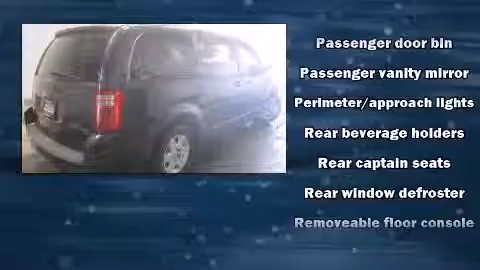 Passenger door bin
Passenger vanity mirror
Perimeter/approach lights
Rear beverage holders
Rear captain seats
Rear window defroster
Removeable floor console